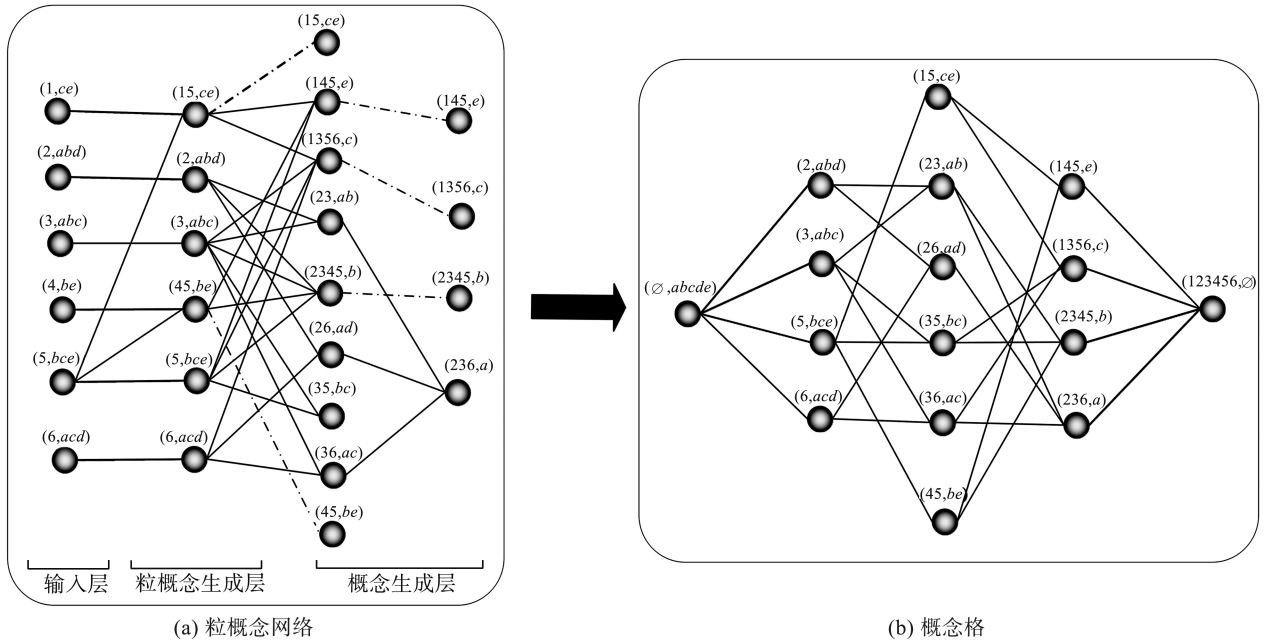 (15,ce)
(1,ce)
(15,ce)
(145,e)
(145,e)
(2,abd)
(2,abd)
(1356,c)
(1356,c)
(3,abc)
(3,abc)
(23,ab)
(4,be)
(45,be)
(2345,b)
(2345,b)
(5,bce)
(5,bce)
(26,ad)
(236,a)
(35,bc)
(6,acd)
(6,acd)
(36,ac)
(45,be)
输入层
粒概念生成层
概念生成层
(a) 粒概念网络
(15,ce)
(2,abd)
(23,ab)
(145,e)
(3,abc)
(26,ad)
(1356,c)
(∅,abcde)
(123456,∅)
(5,bce)
(35,bc)
(2345,b)
(6,acd)
(36,ac)
(236,a)
(45,be)
(b) 概念格